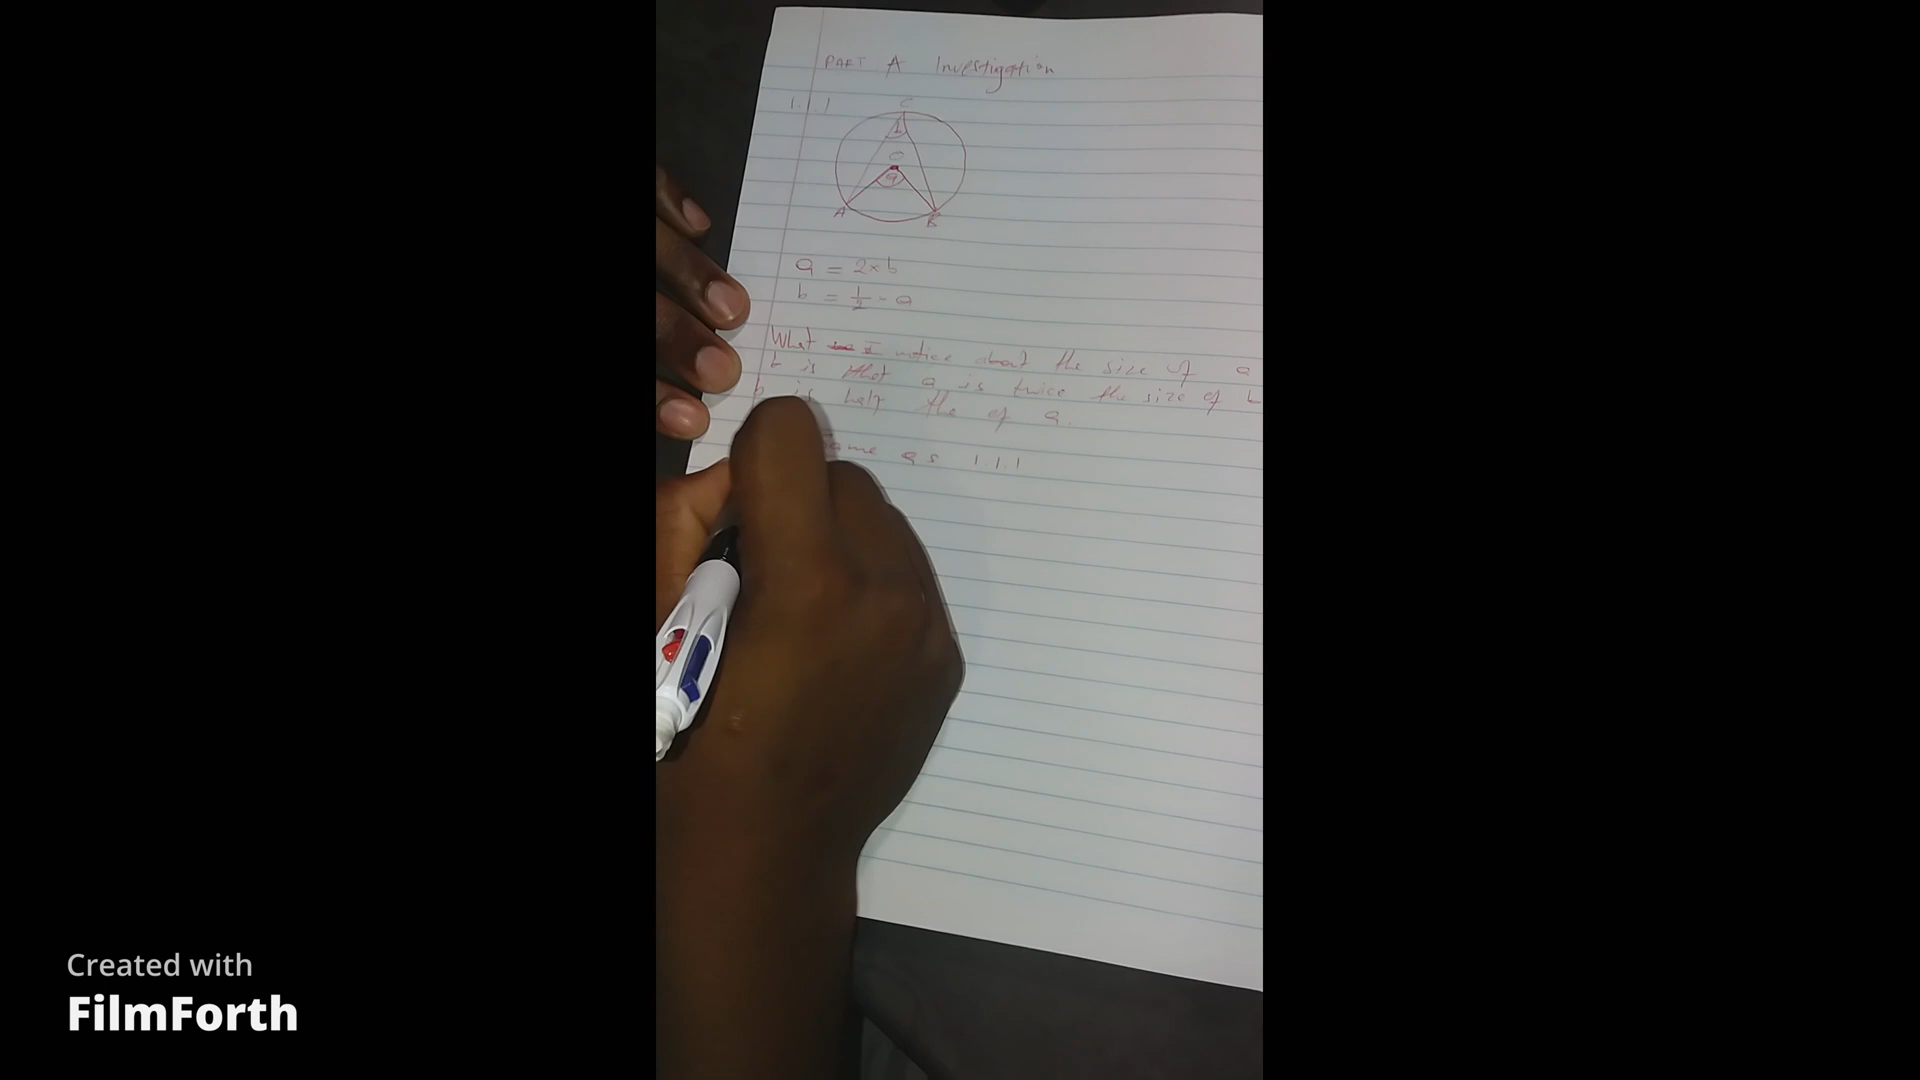 PART A Investigation
1.1.1
C
b
O
a
A
B
a = 2 × b
b = 1/2 - a
What I notice about the size of a
b is that a is twice the size of b
b is half the of a.
Same as 1.1.1
Created with
FilmForth